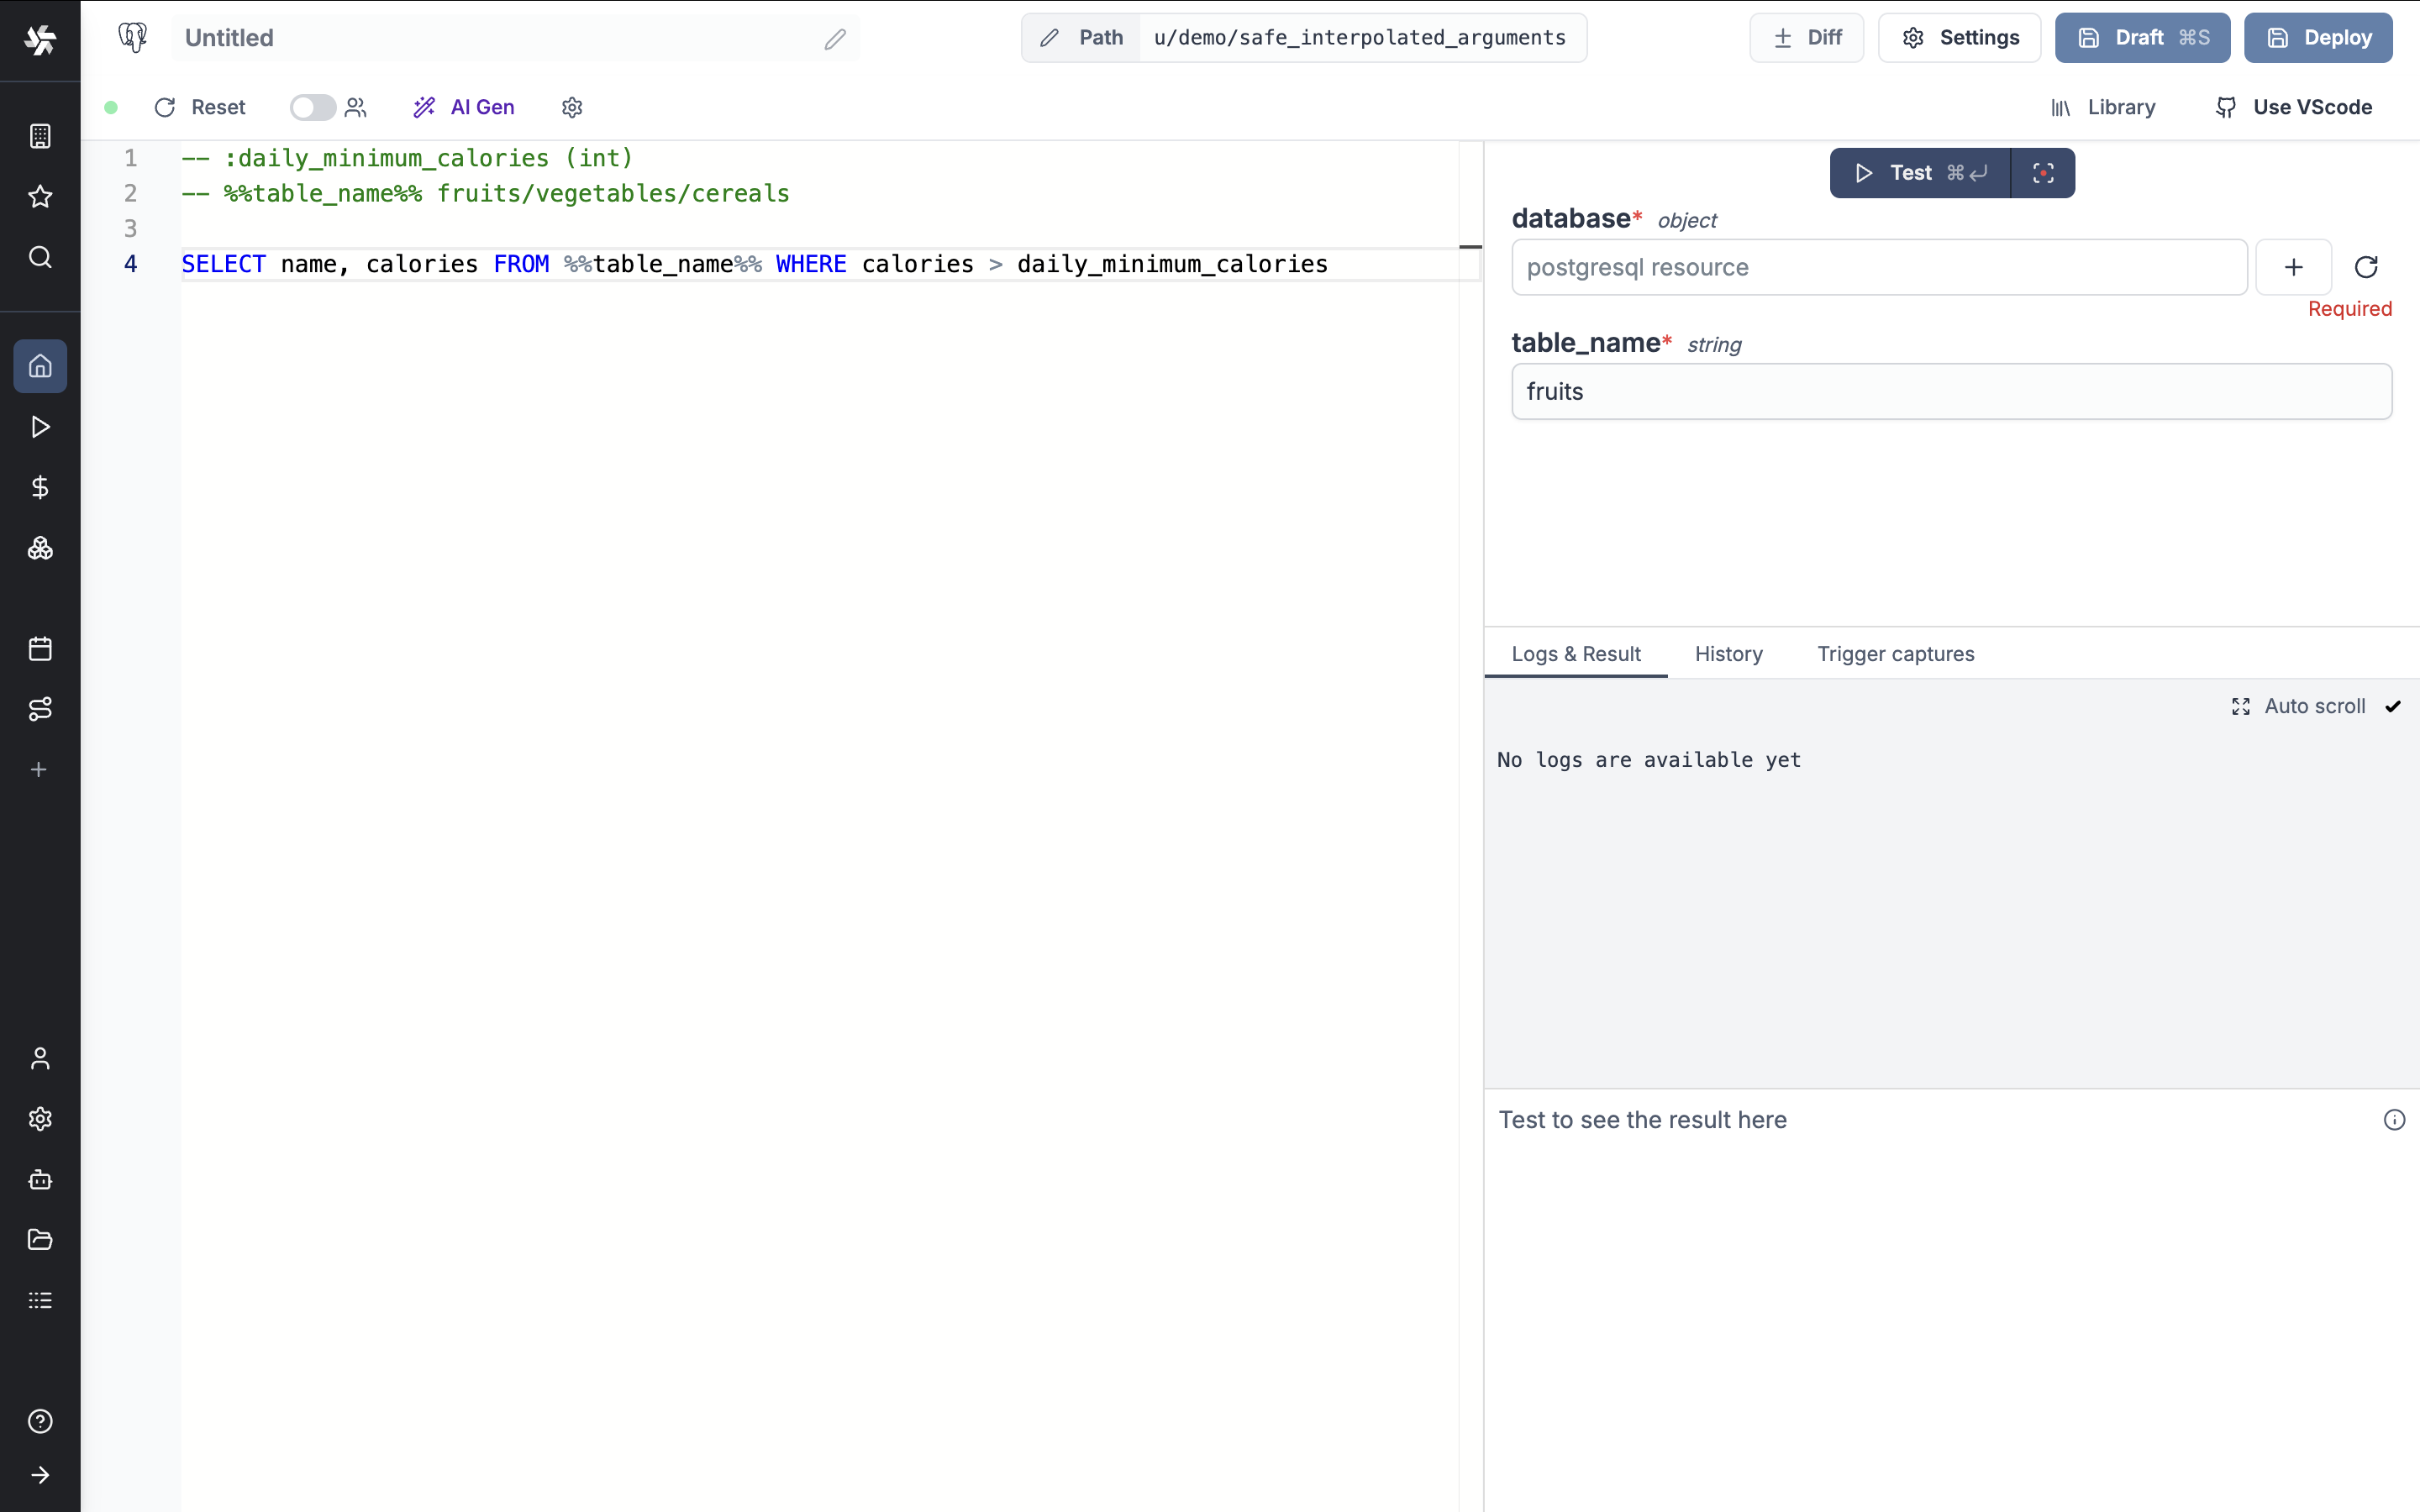 Untitled
Path u/demo/safe_interpolated_arguments
Diff
Settings
Draft ⌘S
Deploy
Reset
AI Gen
Library
Use VScode
1 -- :daily_minimum_calories (int)
2 -- %%table_name%% fruits/vegetables/cereals
3
4 SELECT name, calories FROM %%table_name%% WHERE calories > daily_minimum_calories
Test ⌘↵
database* object
postgresql resource
Required
table_name* string
fruits
Logs & Result
History
Trigger captures
Auto scroll
No logs are available yet
Test to see the result here